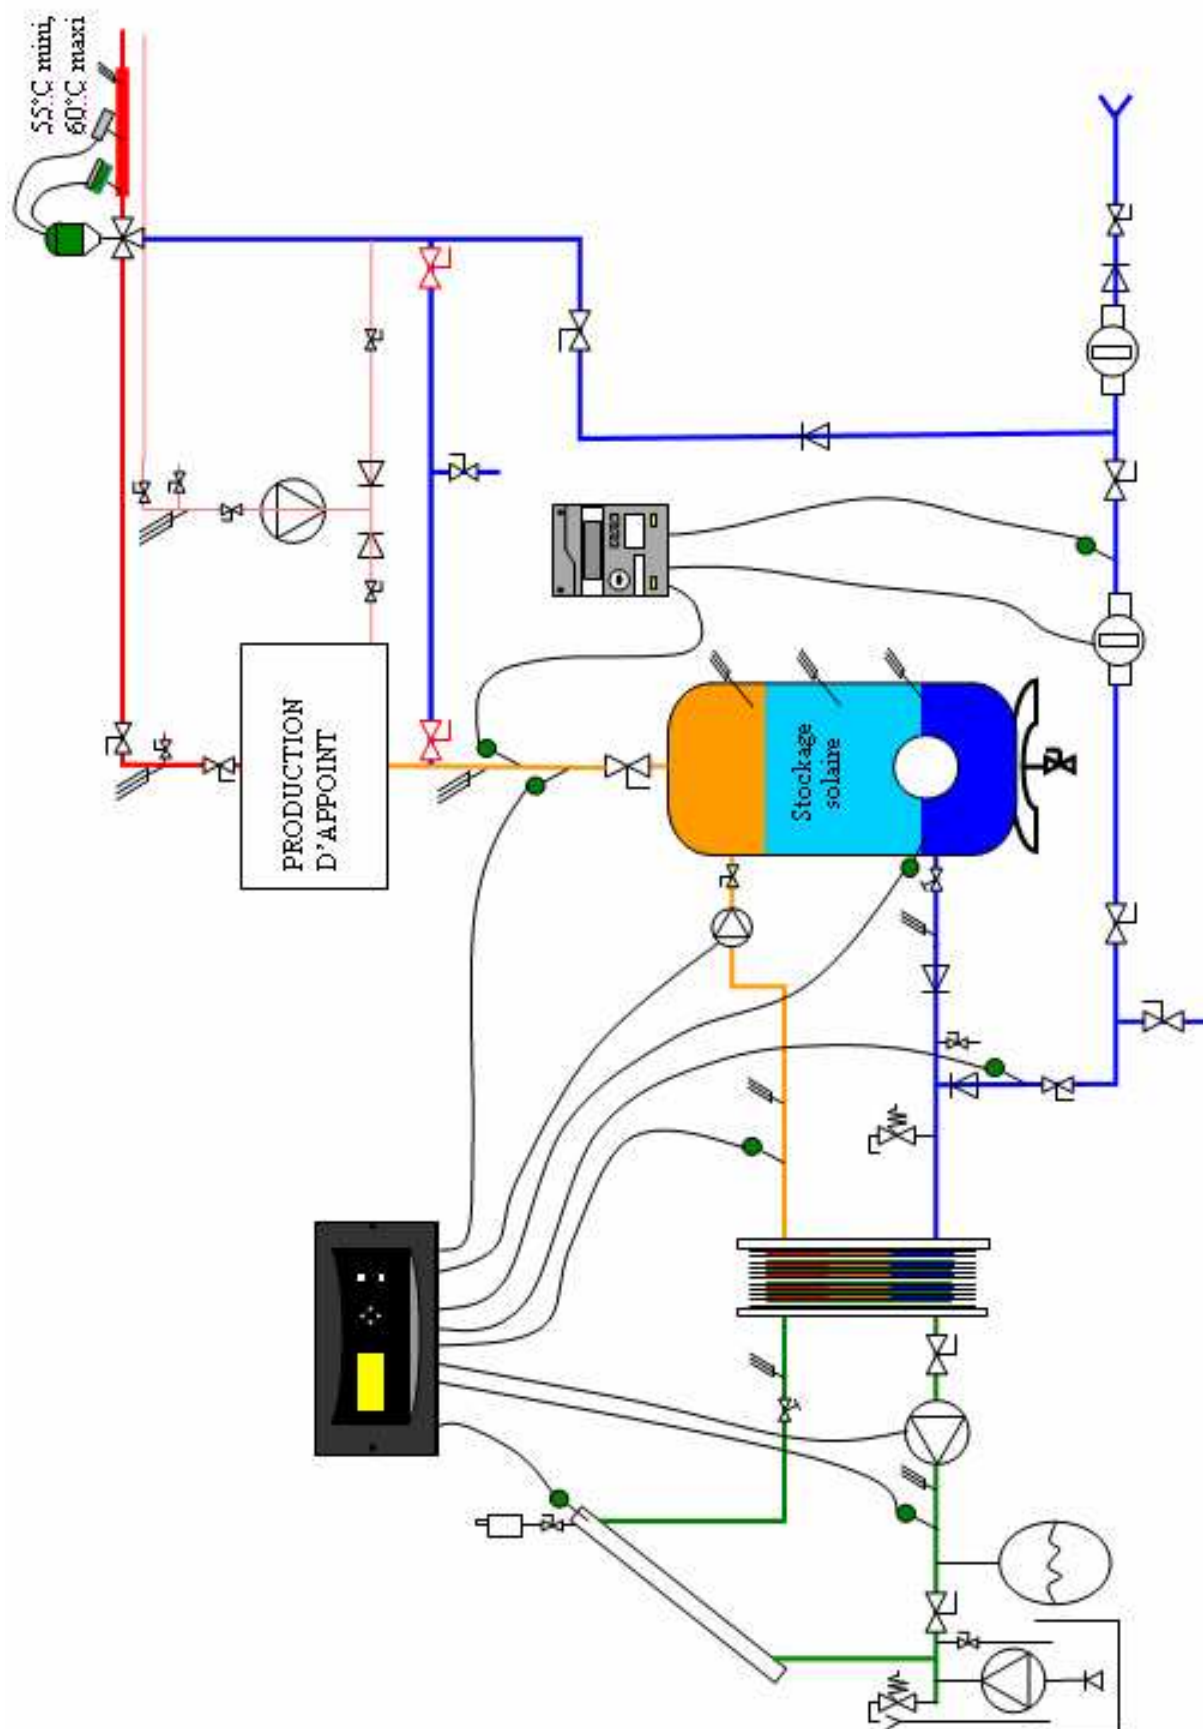 55°C mini,
60°C maxi
PRODUCTION
D'APPOINT
Stockage
solaire